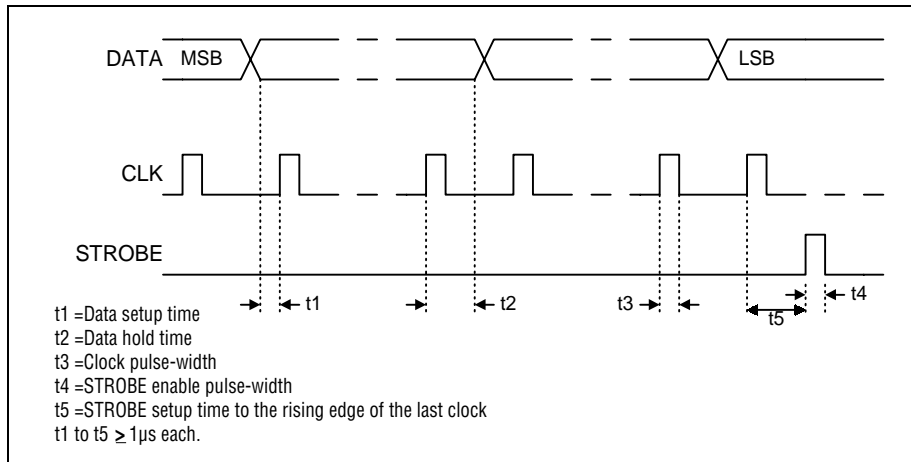 DATA MSB LSB
CLK
STROBE
t1 t2 t3 t4
t5
t1 =Data setup time
t2 =Data hold time
t3 =Clock pulse-width
t4 =STROBE enable pulse-width
t5 =STROBE setup time to the rising edge of the last clock
t1 to t5 ≥ 1µs each.